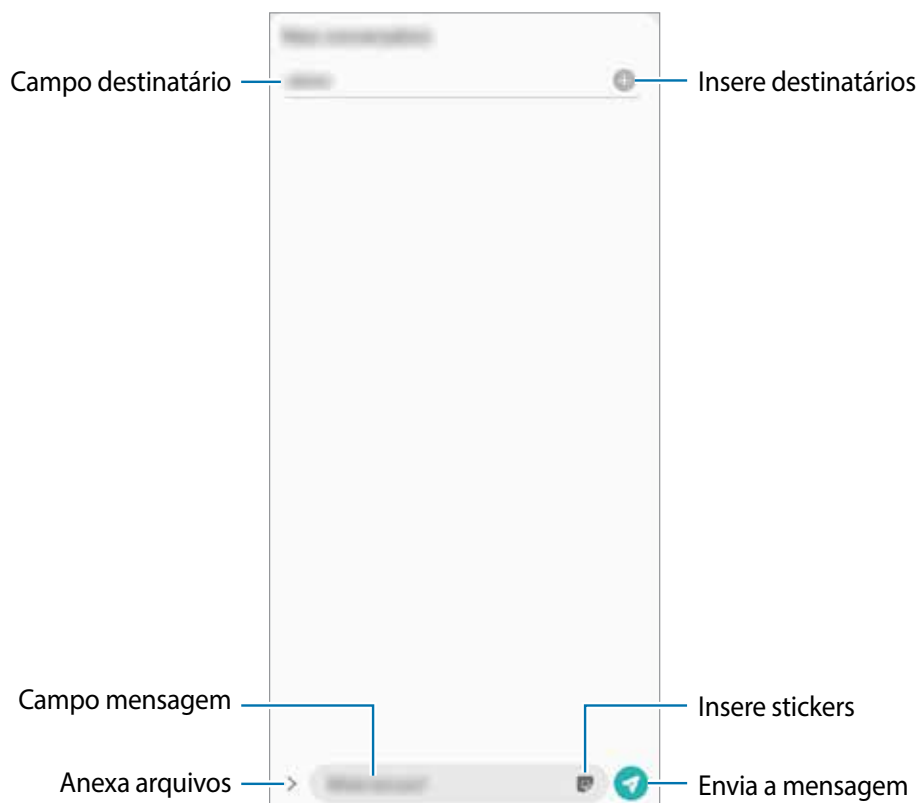 Campo destinatário
Insere destinatários
Campo mensagem
Insere stickers
Anexa arquivos
Envia a mensagem